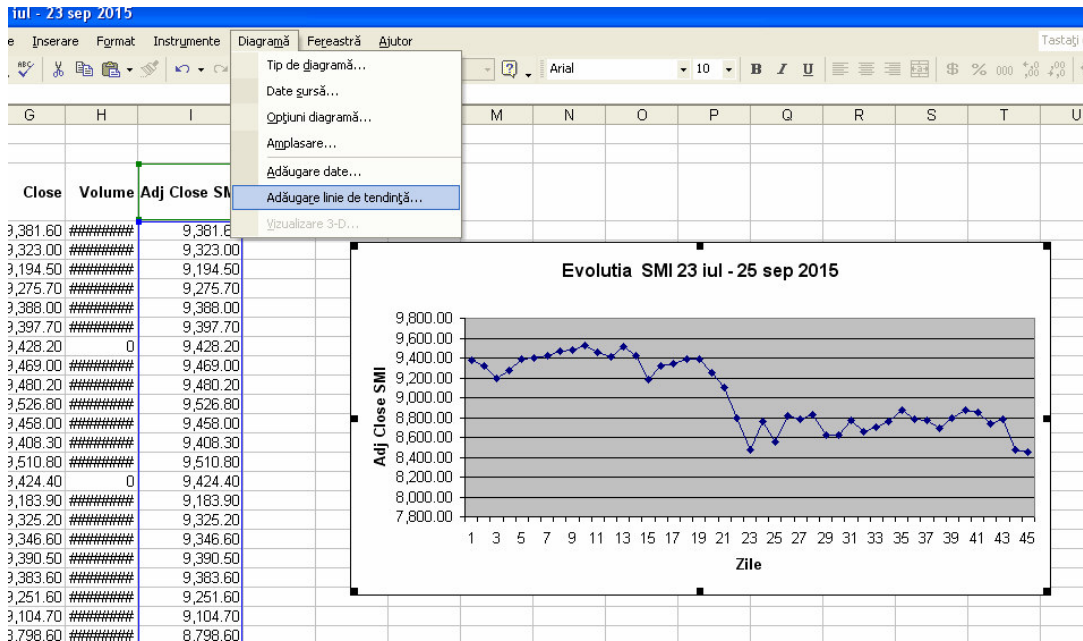 iul - 23 sep 2015
e Inserare Format Instrumente Diagramă Fereastră Ajutor Tastați
Arial 10 B I U $ % 000
Tip de diagramă...
Date sursă...
Opțiuni diagramă...
Amplasare...
Adăugare date...
Adăugare linie de tendință...
Vizualizare 3-D...
G H I M N O P Q R S T U
Close Volume Adj Close SM
9,381.60 ######## 9,381.6
9,323.00 ######## 9,323.00
9,194.50 ######## 9,194.50
9,275.70 ######## 9,275.70
9,388.00 ######## 9,388.00
9,397.70 ######## 9,397.70
9,428.20 0 9,428.20
9,469.00 ######## 9,469.00
9,480.20 ######## 9,480.20
9,526.80 ######## 9,526.80
9,458.00 ######## 9,458.00
9,408.30 ######## 9,408.30
9,510.80 ######## 9,510.80
9,424.40 0 9,424.40
9,183.90 ######## 9,183.90
9,325.20 ######## 9,325.20
9,346.60 ######## 9,346.60
9,390.50 ######## 9,390.50
9,383.60 ######## 9,383.60
9,251.60 ######## 9,251.60
9,104.70 ######## 9,104.70
8,798.60 ######## 8,798.60
Evolutia SMI 23 iul - 25 sep 2015
Adj Close SMI
9,800.00
9,600.00
9,400.00
9,200.00
9,000.00
8,800.00
8,600.00
8,400.00
8,200.00
8,000.00
7,800.00
1 3 5 7 9 11 13 15 17 19 21 23 25 27 29 31 33 35 37 39 41 43 45
Zile